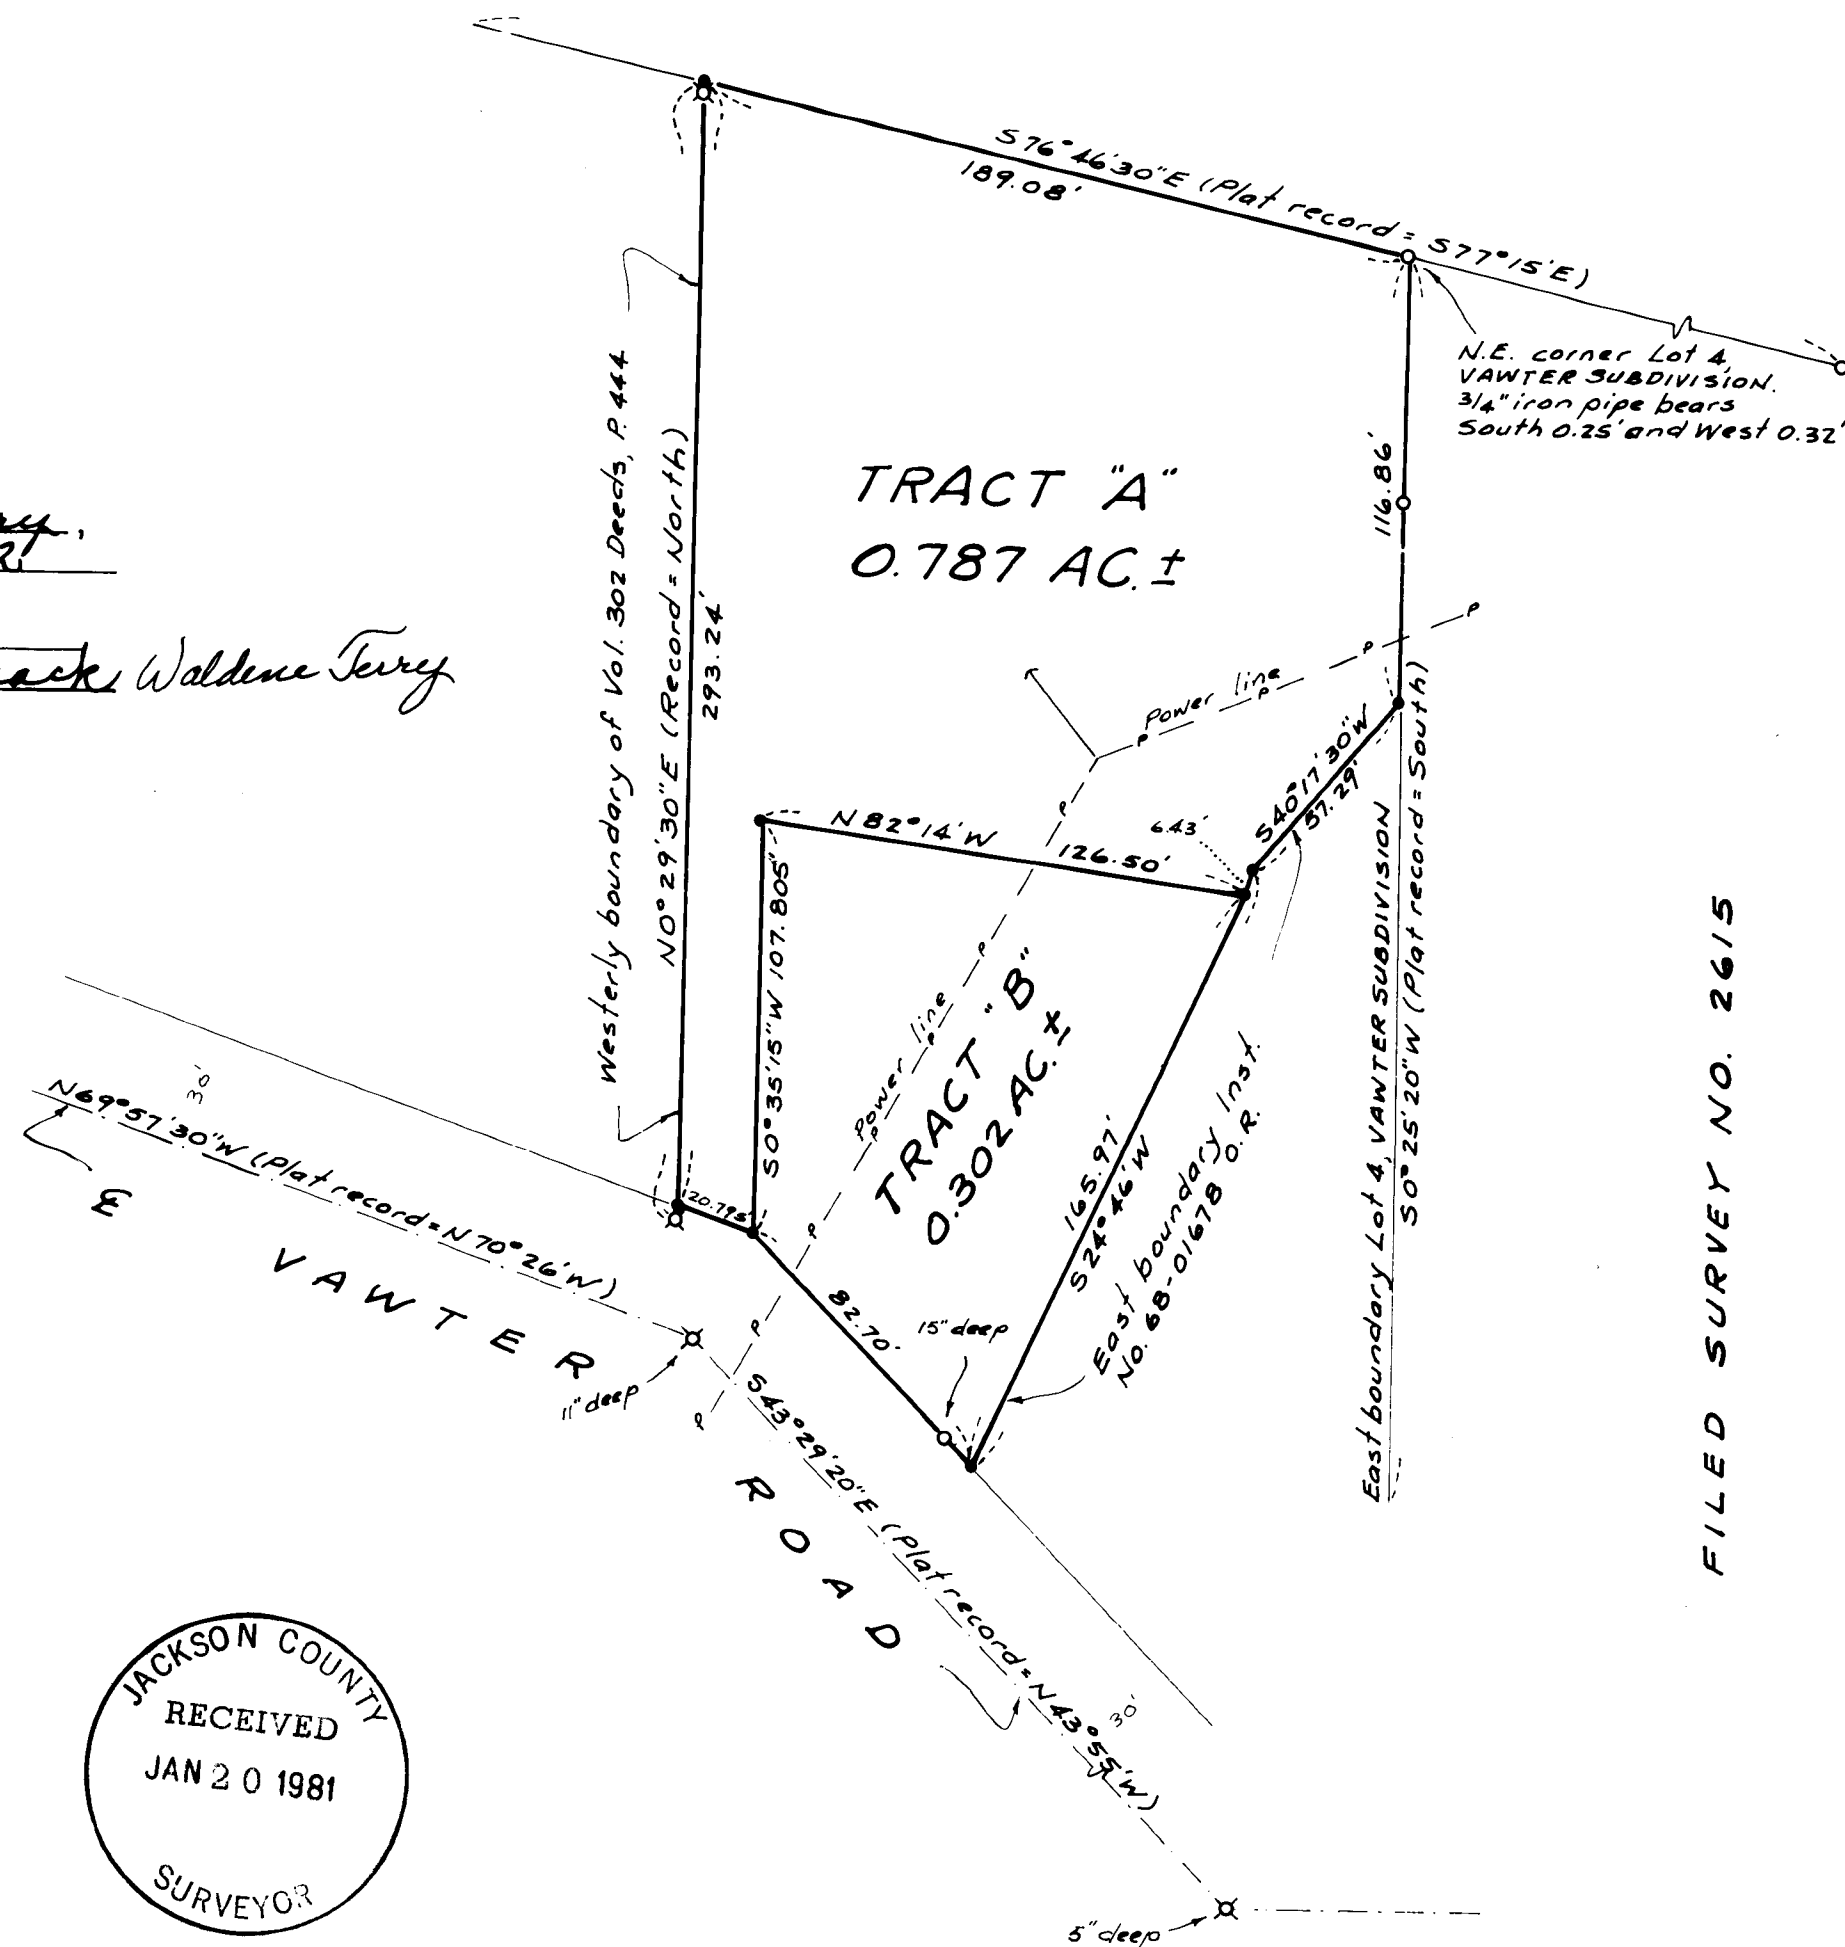 S76°46'30"E (Plat record = S77°15'E)
189.08'
N.E. corner Lot 4,
VAWTER SUBDIVISION.
3/4" iron pipe bears
South 0.25' and West 0.32'
116.86'
TRACT "A"
0.787 AC.±
Westerly boundary of Vol. 302 Deeds, P. 444
N0°29'30"E (Record = North)
293.24'
Waldene Terry
Power line
P
P
P
P
S40°17'30"W
57.29'
6.43'
N82°14'W
126.50'
S0°35'15"W 107.805'
TRACT "B"
0.302 AC.±
Power line
P
P
P
P
P
P
P
165.97'
S24°46'W
East boundary Inst.
No. 68-01678 O.R.
East boundary Lot 4, VAWTER SUBDIVISION
S0°25'20"W (Plat record = South)
FILED SURVEY NO. 2615
20.795'
82.70'
15" deep
30'
N69°57'30"W (Plat record = N70°26'W)
VAWTER
ROAD
11" deep
S43°29'20"E (Plat record = N43°55'W)
30'
5" deep
JACKSON COUNTY
RECEIVED
JAN 20 1981
SURVEYOR